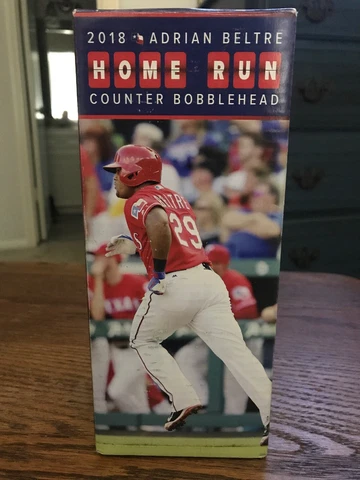 2018 ADRIAN BELTRE
HOME RUN
COUNTER BOBBLEHEAD
29